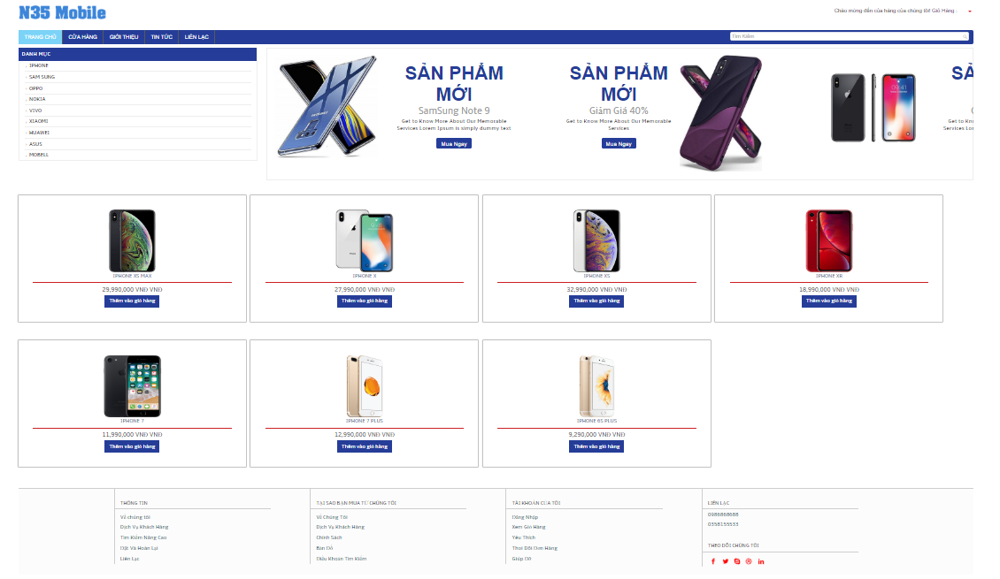 N35 Mobile
Chào mừng đến cửa hàng của chúng tôi! Giỏ Hàng :
TRANG CHỦ CỬA HÀNG GIỚI THIỆU TIN TỨC LIÊN LẠC
Tìm Kiếm
DANH MỤC
IPHONE
SAM SUNG
OPPO
NOKIA
VIVO
XIAOMI
HUAWEI
ASUS
MOBELL
SẢN PHẨM
MỚI
SamSung Note 9
Get to Know More About Our Memorable
Services Lorem Ipsum is simply dummy text
Mua Ngay
SẢN PHẨM
MỚI
Giảm Giá 40%
Get to Know More About Our Memorable
Services
Mua Ngay
IPHONE XS MAX
29,990,000 VNĐ VNĐ
Thêm vào giỏ hàng
IPHONE X
27,990,000 VNĐ VNĐ
Thêm vào giỏ hàng
IPHONE XS
32,990,000 VNĐ VNĐ
Thêm vào giỏ hàng
IPHONE XR
18,990,000 VNĐ VNĐ
Thêm vào giỏ hàng
IPHONE 7
11,990,000 VNĐ VNĐ
Thêm vào giỏ hàng
IPHONE 7 PLUS
12,990,000 VNĐ VNĐ
Thêm vào giỏ hàng
IPHONE 6S PLUS
9,290,000 VNĐ VNĐ
Thêm vào giỏ hàng
THÔNG TIN
Về chúng tôi
Dịch Vụ Khách Hàng
Tìm Kiếm Nâng Cao
Đặt Và Hoàn Lại
Liên Lạc
TẠI SAO BẠN MUA TỪ CHÚNG TÔI
Về Chúng Tôi
Dịch Vụ Khách Hàng
Chính Sách
Bản Đồ
Điều Khoản Tìm Kiếm
TÀI KHOẢN CỦA TÔI
Đăng Nhập
Xem Giỏ Hàng
Yêu Thích
Theo Dõi Đơn Hàng
Giúp Đỡ
LIÊN LẠC
0986868688
0358155533
THEO DÕI CHÚNG TÔI